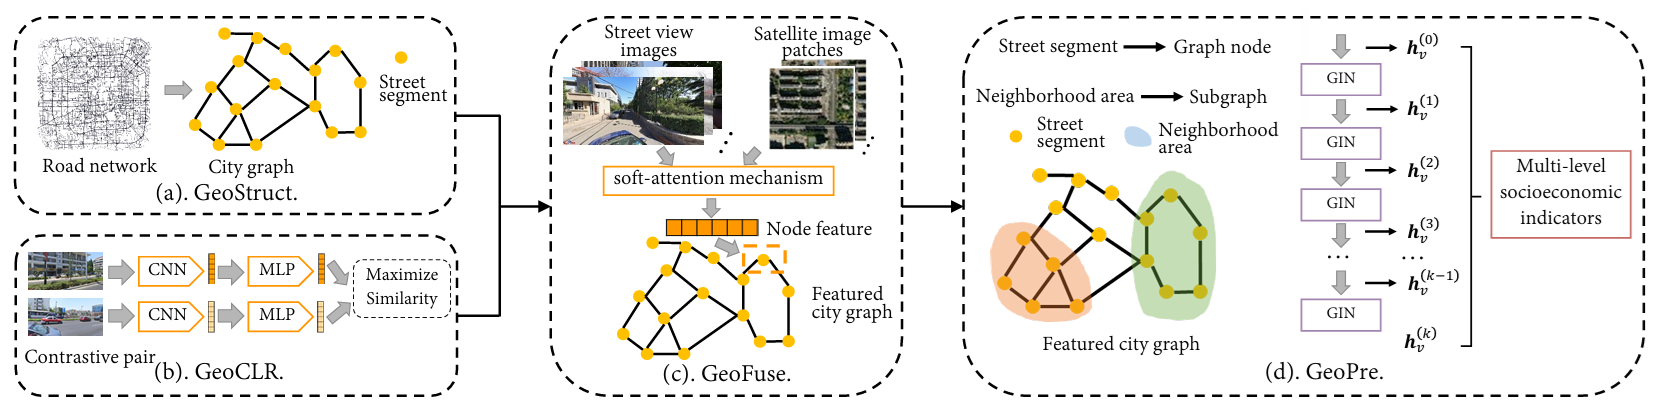 Road network
City graph
Street
segment
(a). GeoStruct.
CNN
MLP
CNN
MLP
Maximize
Similarity
Contrastive pair
(b). GeoCLR.
Street view
images
Satellite image
patches
soft-attention mechanism
Node feature
Featured
city graph
(c). GeoFuse.
Street segment
Graph node
Neighborhood area
Subgraph
Street
segment
Neighborhood
area
Featured city graph
GIN
GIN
GIN
GIN
h_v^(0)
h_v^(1)
h_v^(2)
h_v^(3)
...
...
h_v^(k−1)
h_v^(k)
Multi-level
socioeconomic
indicators
(d). GeoPre.